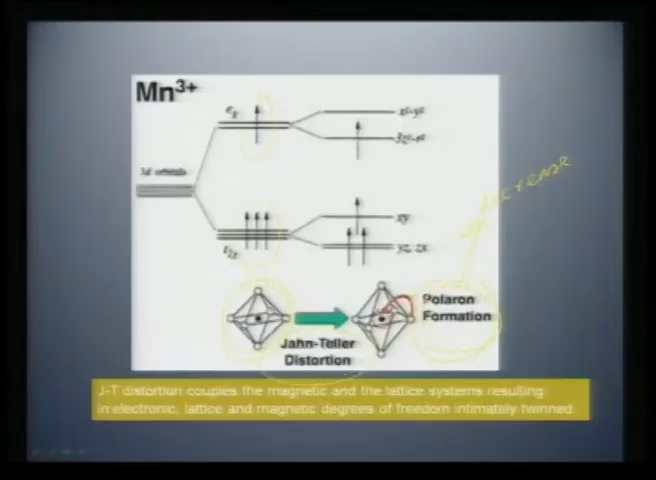 Mn3+
eg
x²-y²
3z²-r²
3d orbitals
xy
t2g
yz, zx
Polaron
Formation
Jahn-Teller
Distortion
J-T distortion couples the magnetic and the lattice systems resulting
in electronic, lattice and magnetic degrees of freedom intimately twinned